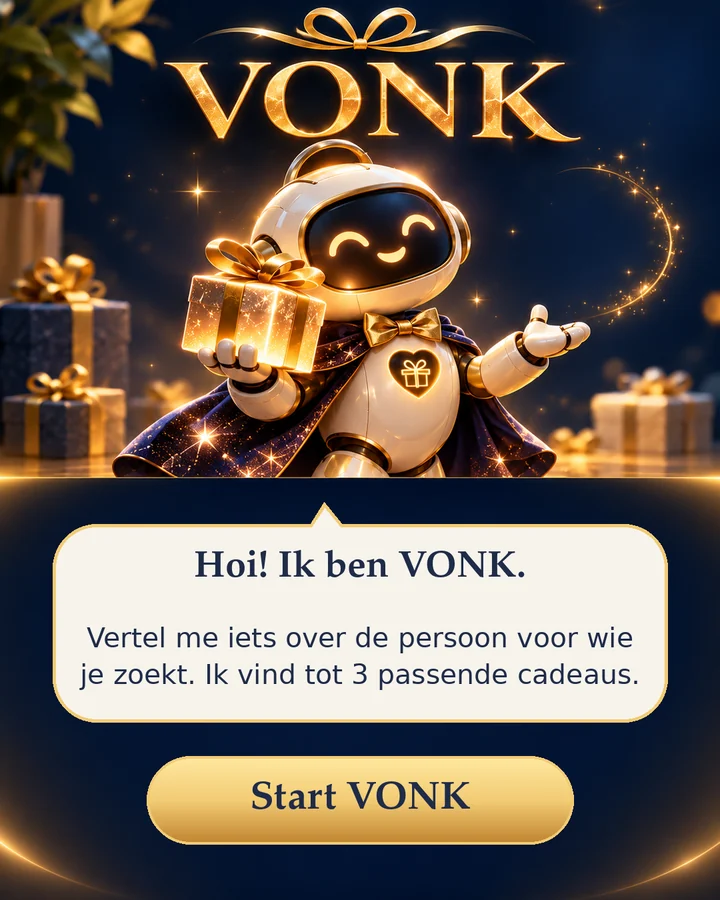 VONK
Hoi! Ik ben VONK.
Vertel me iets over de persoon voor wie
je zoekt. Ik vind tot 3 passende cadeaus.
Start VONK